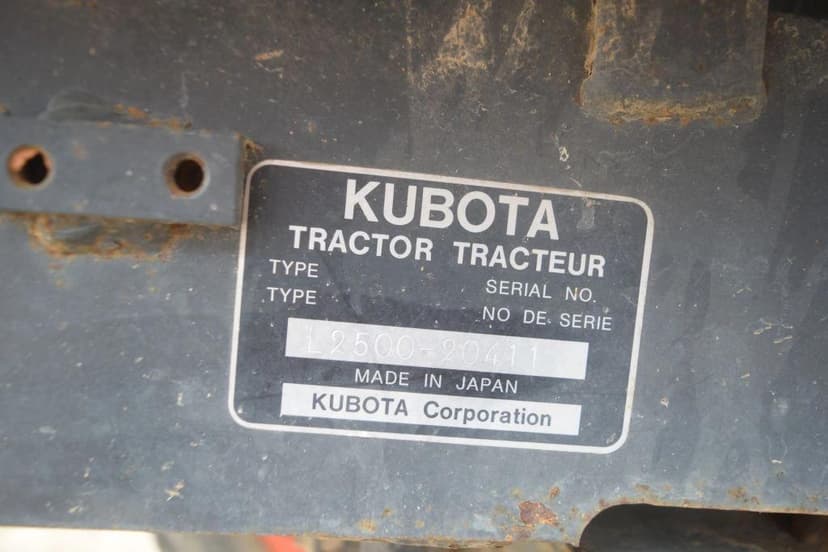 KUBOTA
TRACTOR TRACTEUR
TYPE SERIAL NO.
TYPE NO DE SERIE
L2500-20411
MADE IN JAPAN
KUBOTA Corporation